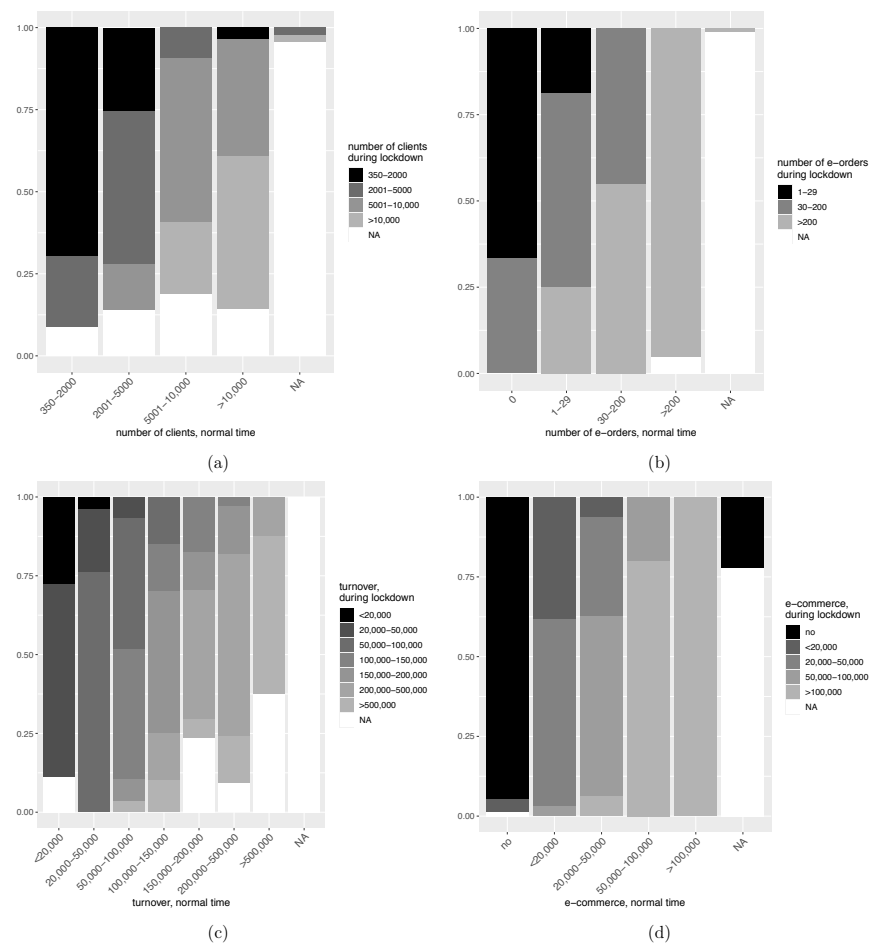 1.00
0.75
0.50
0.25
0.00
350−2000
2001−5000
5001−10,000
>10,000
NA
number of clients, normal time
number of clients
during lockdown
350−2000
2001−5000
5001−10,000
>10,000
NA
(a)
1.00
0.75
0.50
0.25
0.00
0
1−29
30−200
>200
NA
number of e−orders, normal time
number of e−orders
during lockdown
1−29
30−200
>200
NA
(b)
1.00
0.75
0.50
0.25
0.00
<20,000
20,000−50,000
50,000−100,000
100,000−150,000
150,000−200,000
200,000−500,000
>500,000
NA
turnover, normal time
turnover,
during lockdown
<20,000
20,000−50,000
50,000−100,000
100,000−150,000
150,000−200,000
200,000−500,000
>500,000
NA
(c)
1.00
0.75
0.50
0.25
0.00
no
<20,000
20,000−50,000
50,000−100,000
>100,000
NA
e−commerce, normal time
e−commerce,
during lockdown
no
<20,000
20,000−50,000
50,000−100,000
>100,000
NA
(d)